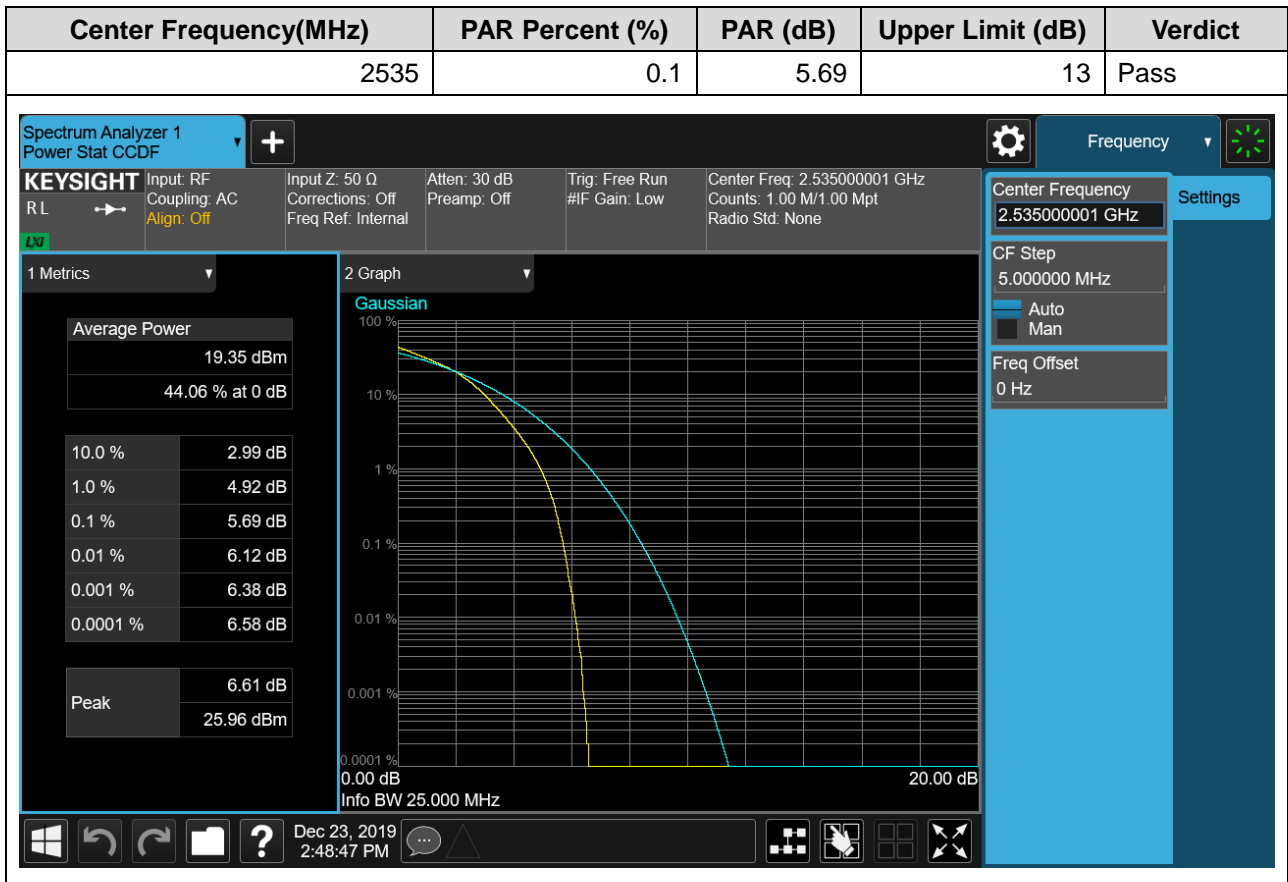 Center Frequency(MHz) PAR Percent (%) PAR (dB) Upper Limit (dB) Verdict
2535 0.1 5.69 13 Pass
Spectrum Analyzer 1
Power Stat CCDF
Frequency
KEYSIGHT
R L
LXI
Input: RF
Coupling: AC
Align: Off
Input Z: 50 Ω
Corrections: Off
Freq Ref: Internal
Atten: 30 dB
Preamp: Off
Trig: Free Run
#IF Gain: Low
Center Freq: 2.535000001 GHz
Counts: 1.00 M/1.00 Mpt
Radio Std: None
Center Frequency
2.535000001 GHz
Settings
CF Step
5.000000 MHz
Auto
Man
Freq Offset
0 Hz
1 Metrics
Average Power
19.35 dBm
44.06 % at 0 dB
10.0 % 2.99 dB
1.0 % 4.92 dB
0.1 % 5.69 dB
0.01 % 6.12 dB
0.001 % 6.38 dB
0.0001 % 6.58 dB
Peak
6.61 dB
25.96 dBm
2 Graph
Gaussian
100 %
10 %
1 %
0.1 %
0.01 %
0.001 %
0.0001 %
0.00 dB 20.00 dB
Info BW 25.000 MHz
Dec 23, 2019
2:48:47 PM